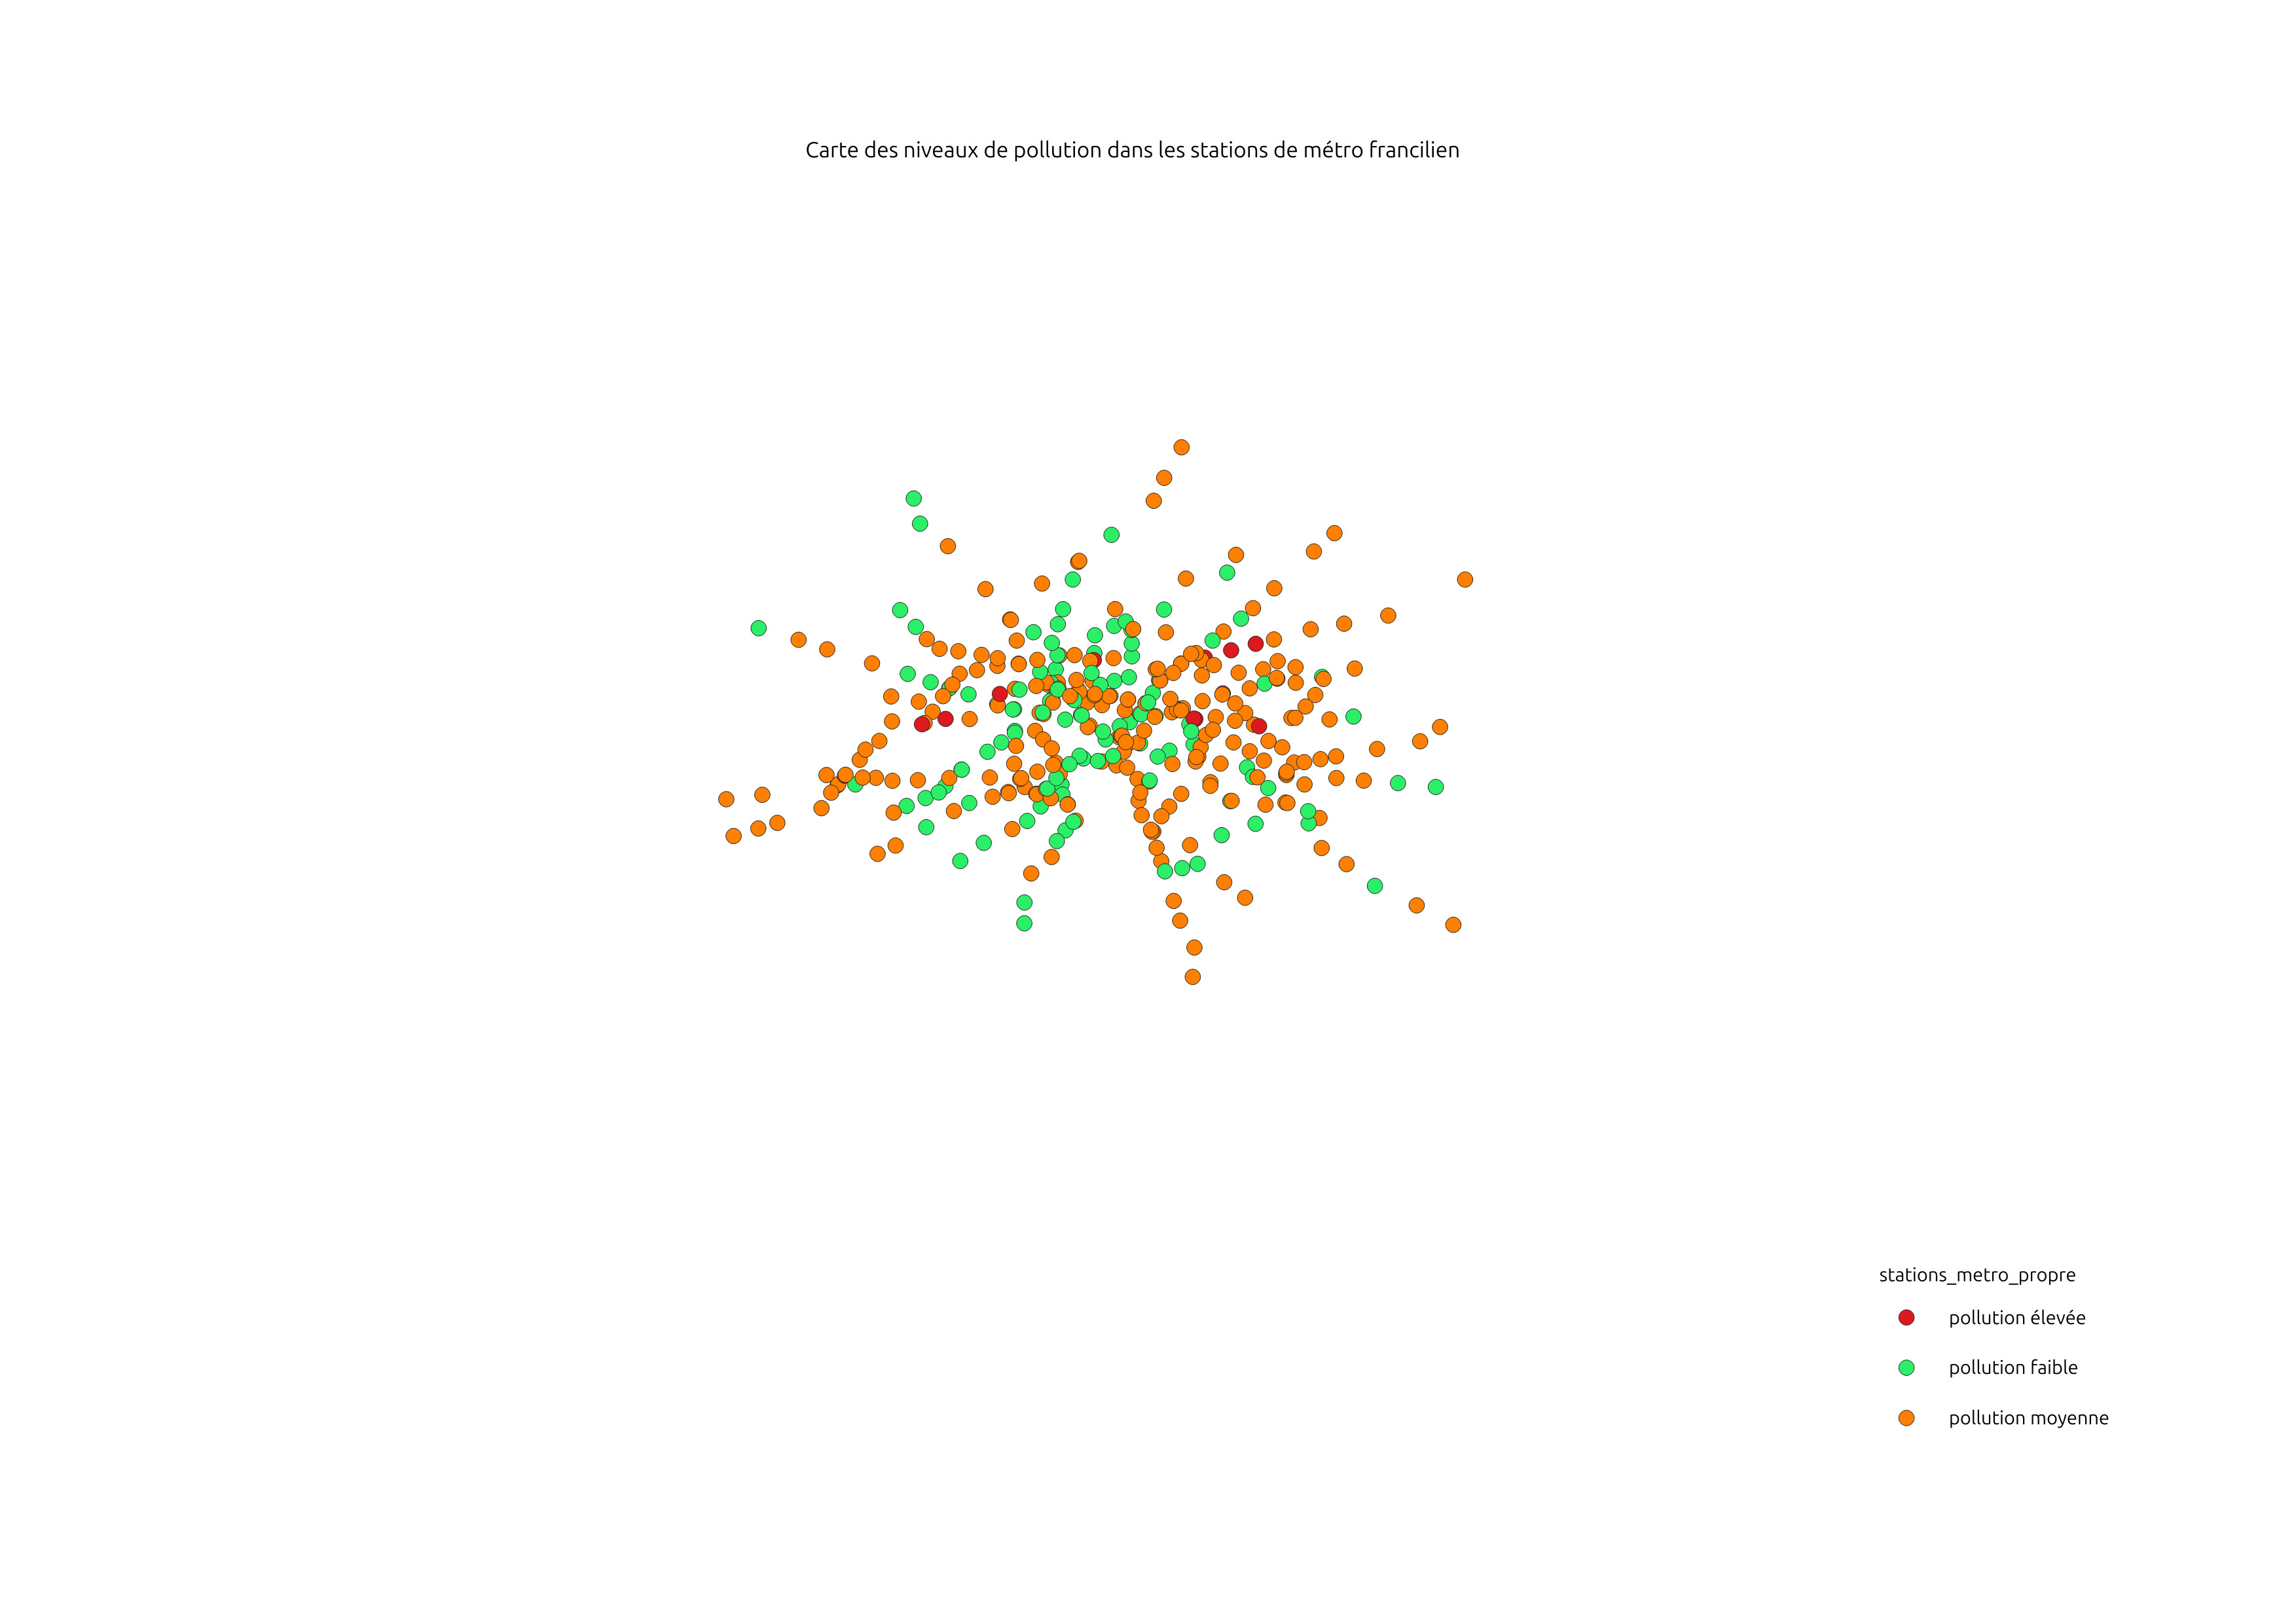 Carte des niveaux de pollution dans les stations de métro francilien
stations_metro_propre
pollution élevée
pollution faible
pollution moyenne